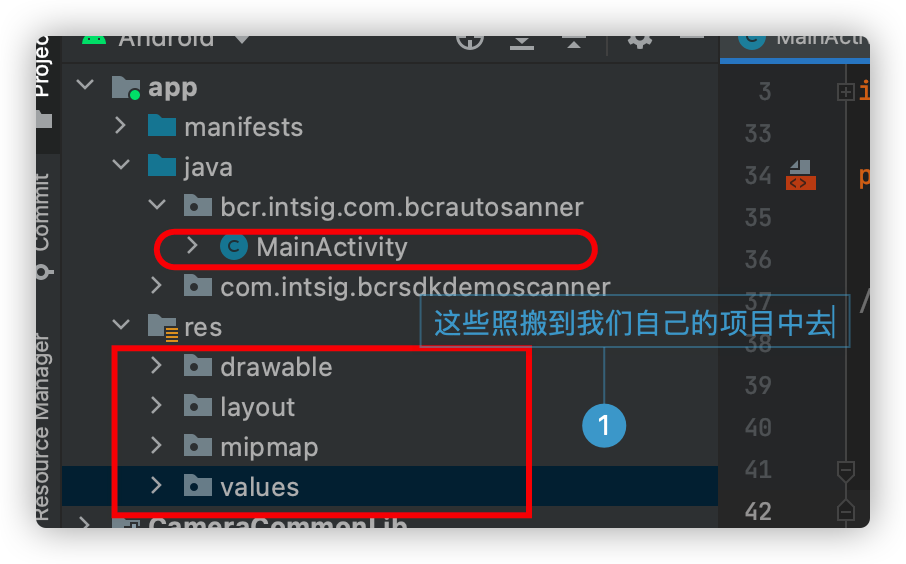 Android
MainActi
Projec
Commit
Resource Manager
app
manifests
java
bcr.intsig.com.bcrautosanner
MainActivity
com.intsig.bcrsdkdemoscanner
res
drawable
layout
mipmap
values
CameraCommonLib
这些照搬到我们自己的项目中去
1
3
33
34
35
36
37
38
39
40
41
42
i
p
/